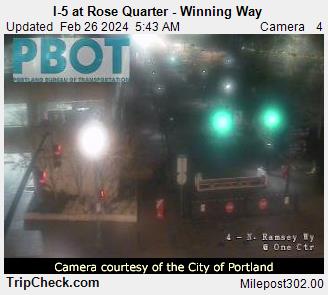 I-5 at Rose Quarter - Winning Way
Updated Feb 26 2024 5:43 AM Camera 4
PBOT
PORTLAND BUREAU OF TRANSPORTATION
4 - N. Ramsey Wy
@ One Ctr
Camera courtesy of the City of Portland
TripCheck.com Milepost302.00